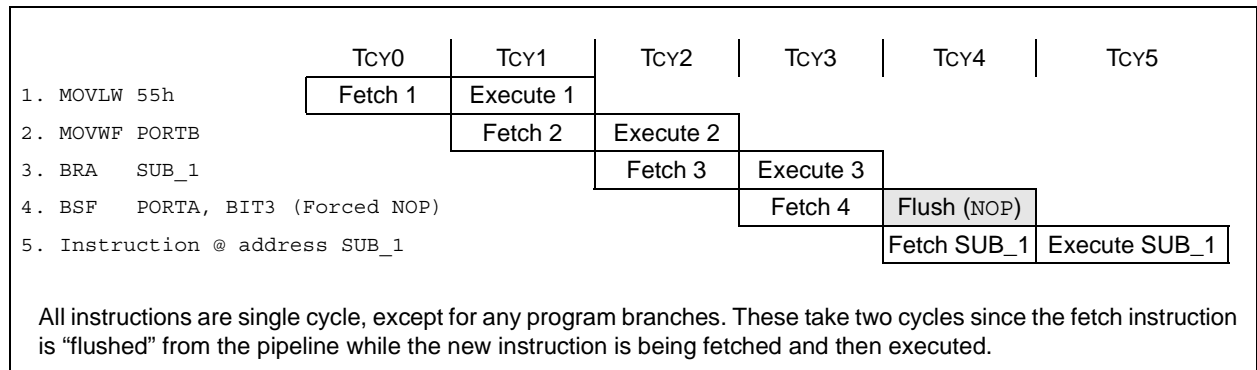 TCY0 TCY1 TCY2 TCY3 TCY4 TCY5
1. MOVLW 55h Fetch 1 Execute 1
2. MOVWF PORTB Fetch 2 Execute 2
3. BRA SUB_1 Fetch 3 Execute 3
4. BSF PORTA, BIT3 (Forced NOP) Fetch 4 Flush (NOP)
5. Instruction @ address SUB_1 Fetch SUB_1 Execute SUB_1
All instructions are single cycle, except for any program branches. These take two cycles since the fetch instruction
is “flushed” from the pipeline while the new instruction is being fetched and then executed.